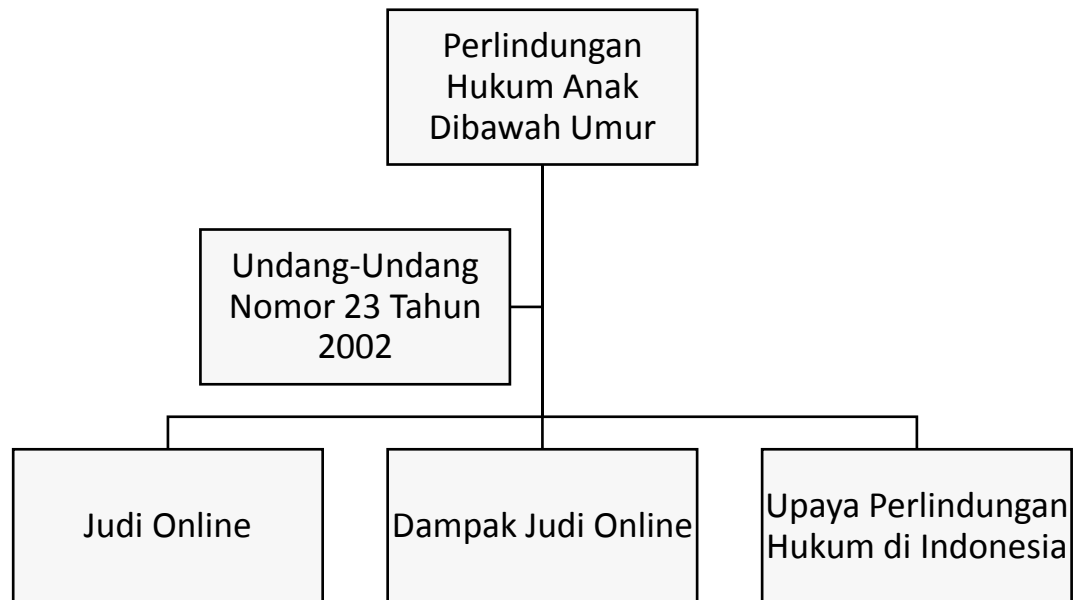 Perlindungan
Hukum Anak
Dibawah Umur
Undang-Undang
Nomor 23 Tahun
2002
Judi Online
Dampak Judi Online
Upaya Perlindungan
Hukum di Indonesia